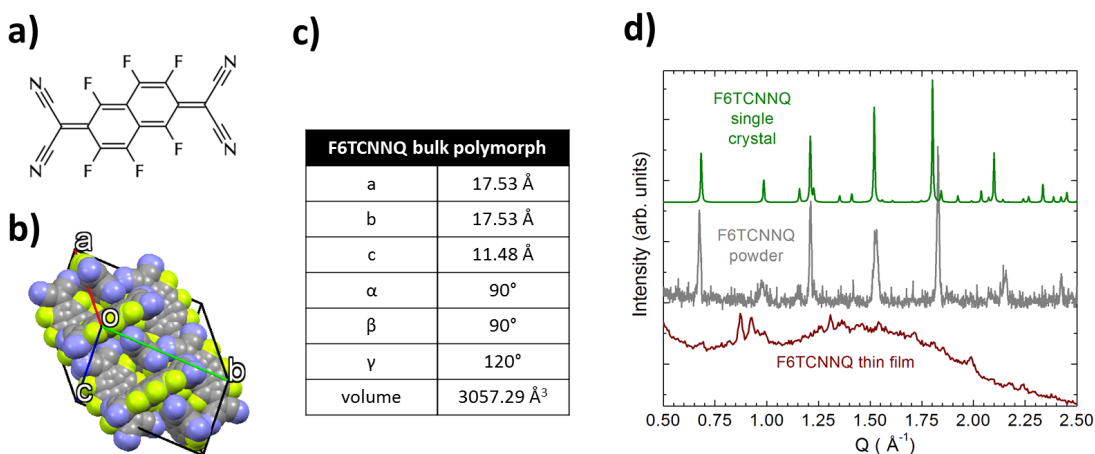 a)
N
N
F
F
F
F
F
F
N
N
b)
a
o
b
c
c)
F6TCNNQ bulk polymorph
a 17.53 Å
b 17.53 Å
c 11.48 Å
α 90°
β 90°
γ 120°
volume 3057.29 Å³
d)
F6TCNNQ
single
crystal
F6TCNNQ
powder
F6TCNNQ thin film
Intensity (arb. units)
0.50 0.75 1.00 1.25 1.50 1.75 2.00 2.25 2.50
Q ( Å⁻¹)